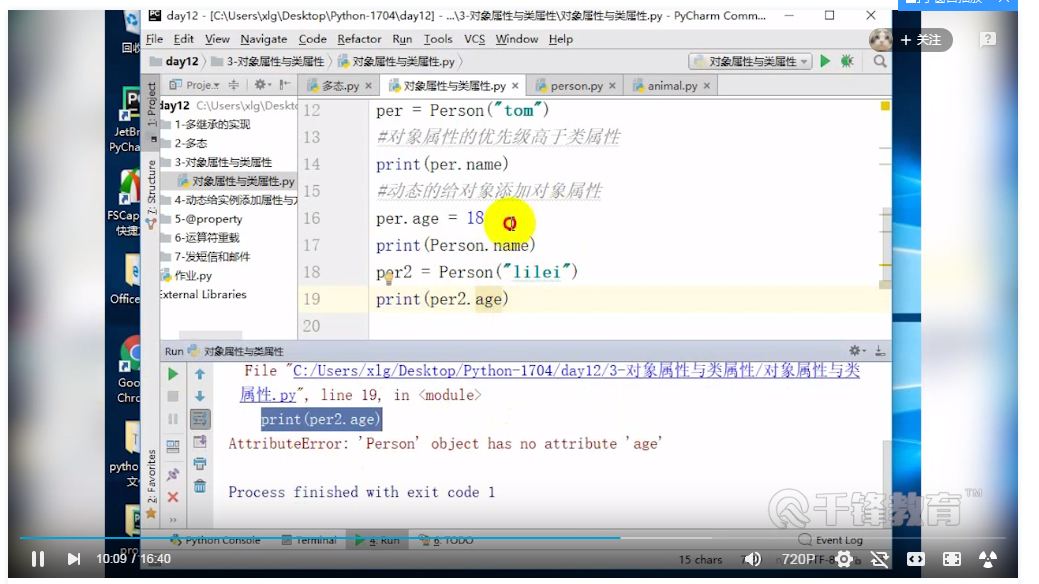 day12 - [C:\Users\xlg\Desktop\Python-1704\day12] - ...\3-对象属性与类属性\对象属性与类属性.py - PyCharm Comm...
File Edit View Navigate Code Refactor Run Tools VCS Window Help
+ 关注
day12 3-对象属性与类属性 对象属性与类属性.py
对象属性与类属性
1: Project
Proje..
多态.py × 对象属性与类属性.py × person.py × animal.py ×
day12 C:\Users\xlg\Deskto
1-多继承的实现
2-多态
3-对象属性与类属性
对象属性与类属性.py
4-动态给实例添加属性与
5-@property
6-运算符重载
7-发短信和邮件
作业.py
External Libraries
7: Structure
12 per = Person("tom")
13 #对象属性的优先级高于类属性
14 print(per.name)
15 #动态的给对象添加对象属性
16 per.age = 18
17 print(Person.name)
18 per2 = Person("lilei")
19 print(per2.age)
20
JetBr
PyCha
FSCap
快捷
Office
Goo
Chro
pytho
文
Run 对象属性与类属性
File "C:/Users/xlg/Desktop/Python-1704/day12/3-对象属性与类属性/对象属性与类
属性.py", line 19, in <module>
print(per2.age)
AttributeError: 'Person' object has no attribute 'age'
Process finished with exit code 1
2: Favorites
千锋教育™
Python Console Terminal 4: Run 6: TODO
Event Log
10:09 / 16:40
15 chars
720P